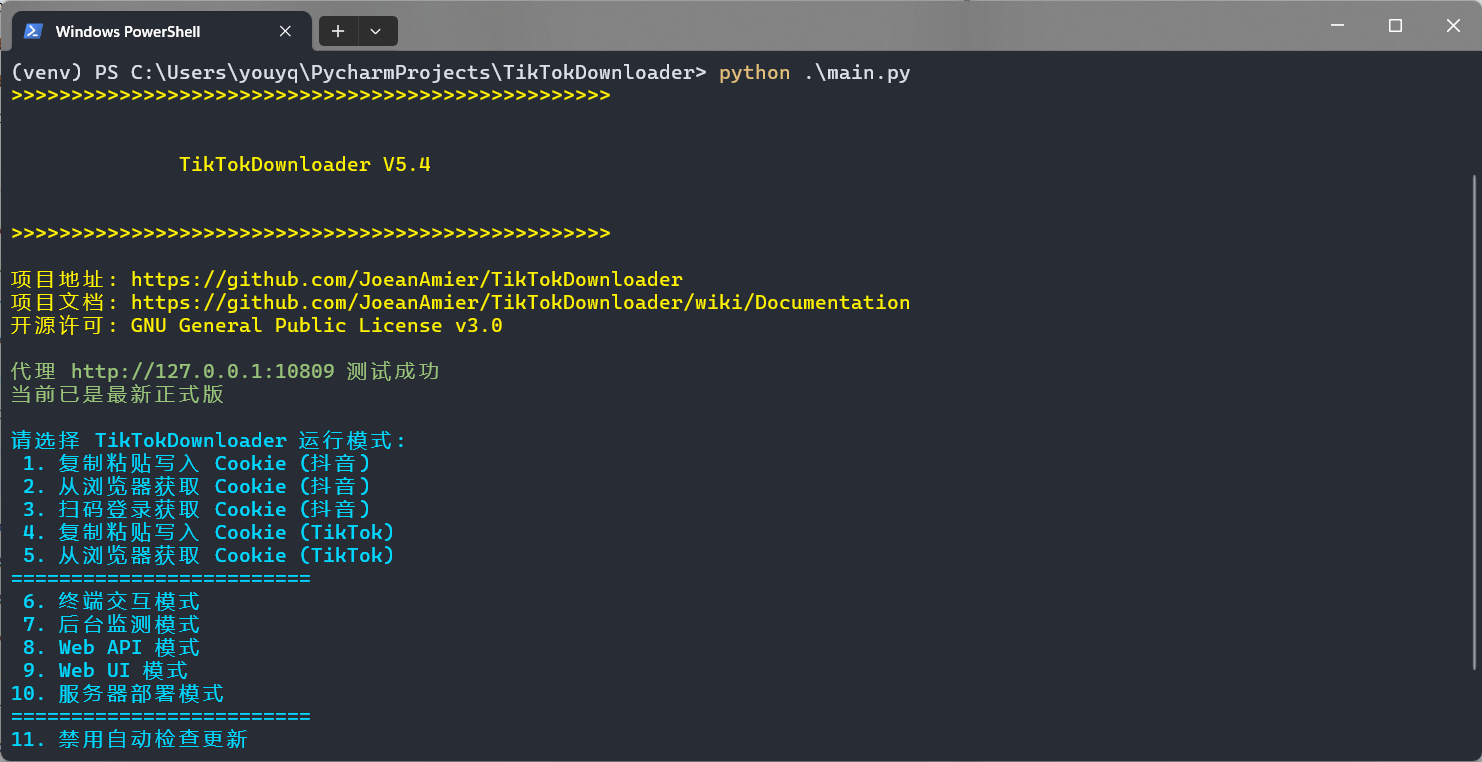 Windows PowerShell
(venv) PS C:\Users\youyq\PycharmProjects\TikTokDownloader> python .\main.py
>>>>>>>>>>>>>>>>>>>>>>>>>>>>>>>>>>>>>>>>>>>>>>>>>>
TikTokDownloader V5.4
>>>>>>>>>>>>>>>>>>>>>>>>>>>>>>>>>>>>>>>>>>>>>>>>>>
项目地址: https://github.com/JoeanAmier/TikTokDownloader
项目文档: https://github.com/JoeanAmier/TikTokDownloader/wiki/Documentation
开源许可: GNU General Public License v3.0
代理 http://127.0.0.1:10809 测试成功
当前已是最新正式版
请选择 TikTokDownloader 运行模式:
1. 复制粘贴写入 Cookie (抖音)
2. 从浏览器获取 Cookie (抖音)
3. 扫码登录获取 Cookie (抖音)
4. 复制粘贴写入 Cookie (TikTok)
5. 从浏览器获取 Cookie (TikTok)
=========================
6. 终端交互模式
7. 后台监测模式
8. Web API 模式
9. Web UI 模式
10. 服务器部署模式
=========================
11. 禁用自动检查更新